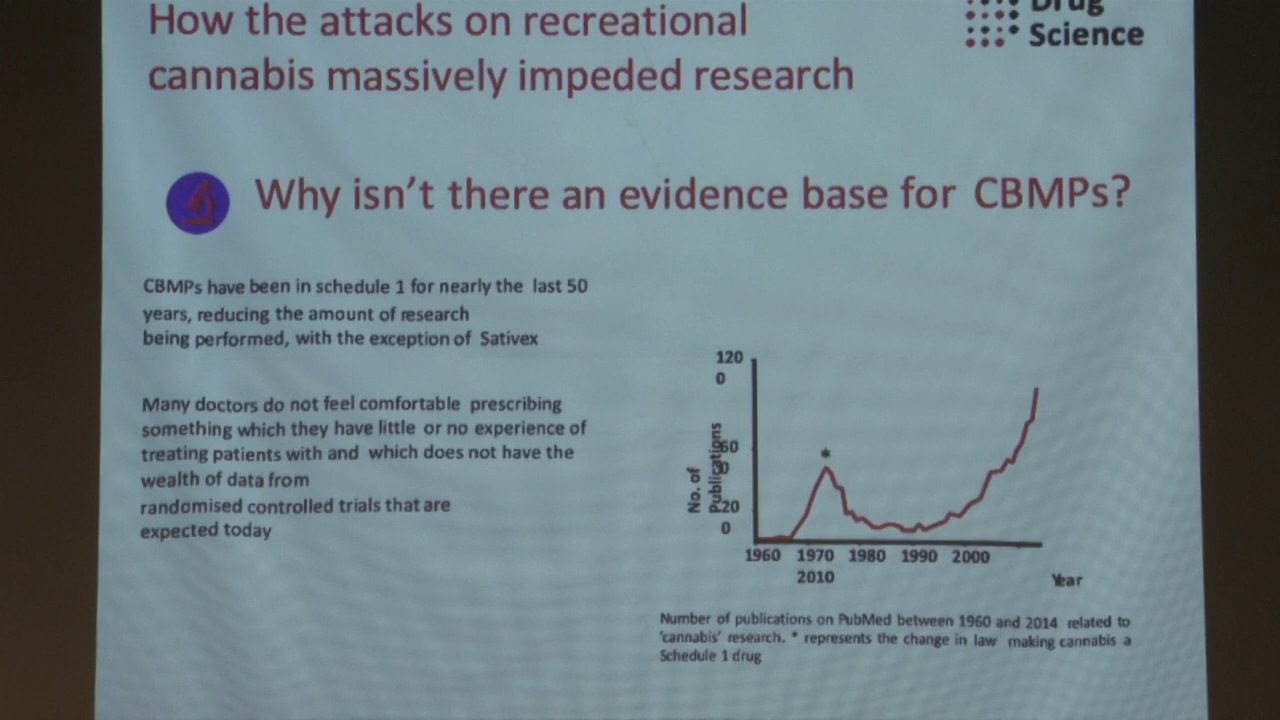 How the attacks on recreational
cannabis massively impeded research
Drug
Science
Why isn't there an evidence base for CBMPs?
CBMPs have been in schedule 1 for nearly the last 50
years, reducing the amount of research
being performed, with the exception of Sativex
Many doctors do not feel comfortable prescribing
something which they have little or no experience of
treating patients with and which does not have the
wealth of data from
randomised controlled trials that are
expected today
120
0
60
0
20
0
No. of
Publications
*
1960 1970 1980 1990 2000
2010
Year
Number of publications on PubMed between 1960 and 2014 related to
'cannabis' research. * represents the change in law making cannabis a
Schedule 1 drug